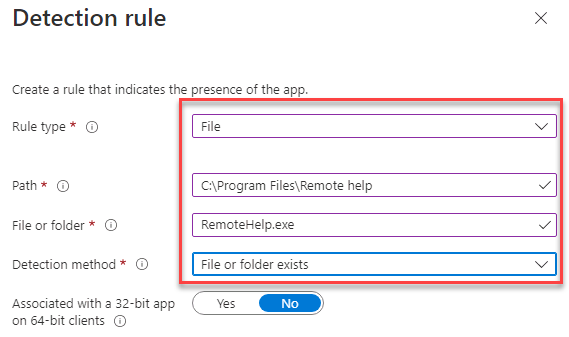 Detection rule
Create a rule that indicates the presence of the app.
Rule type * File
Path * C:\Program Files\Remote help
File or folder * RemoteHelp.exe
Detection method * File or folder exists
Associated with a 32-bit app
on 64-bit clients
Yes No